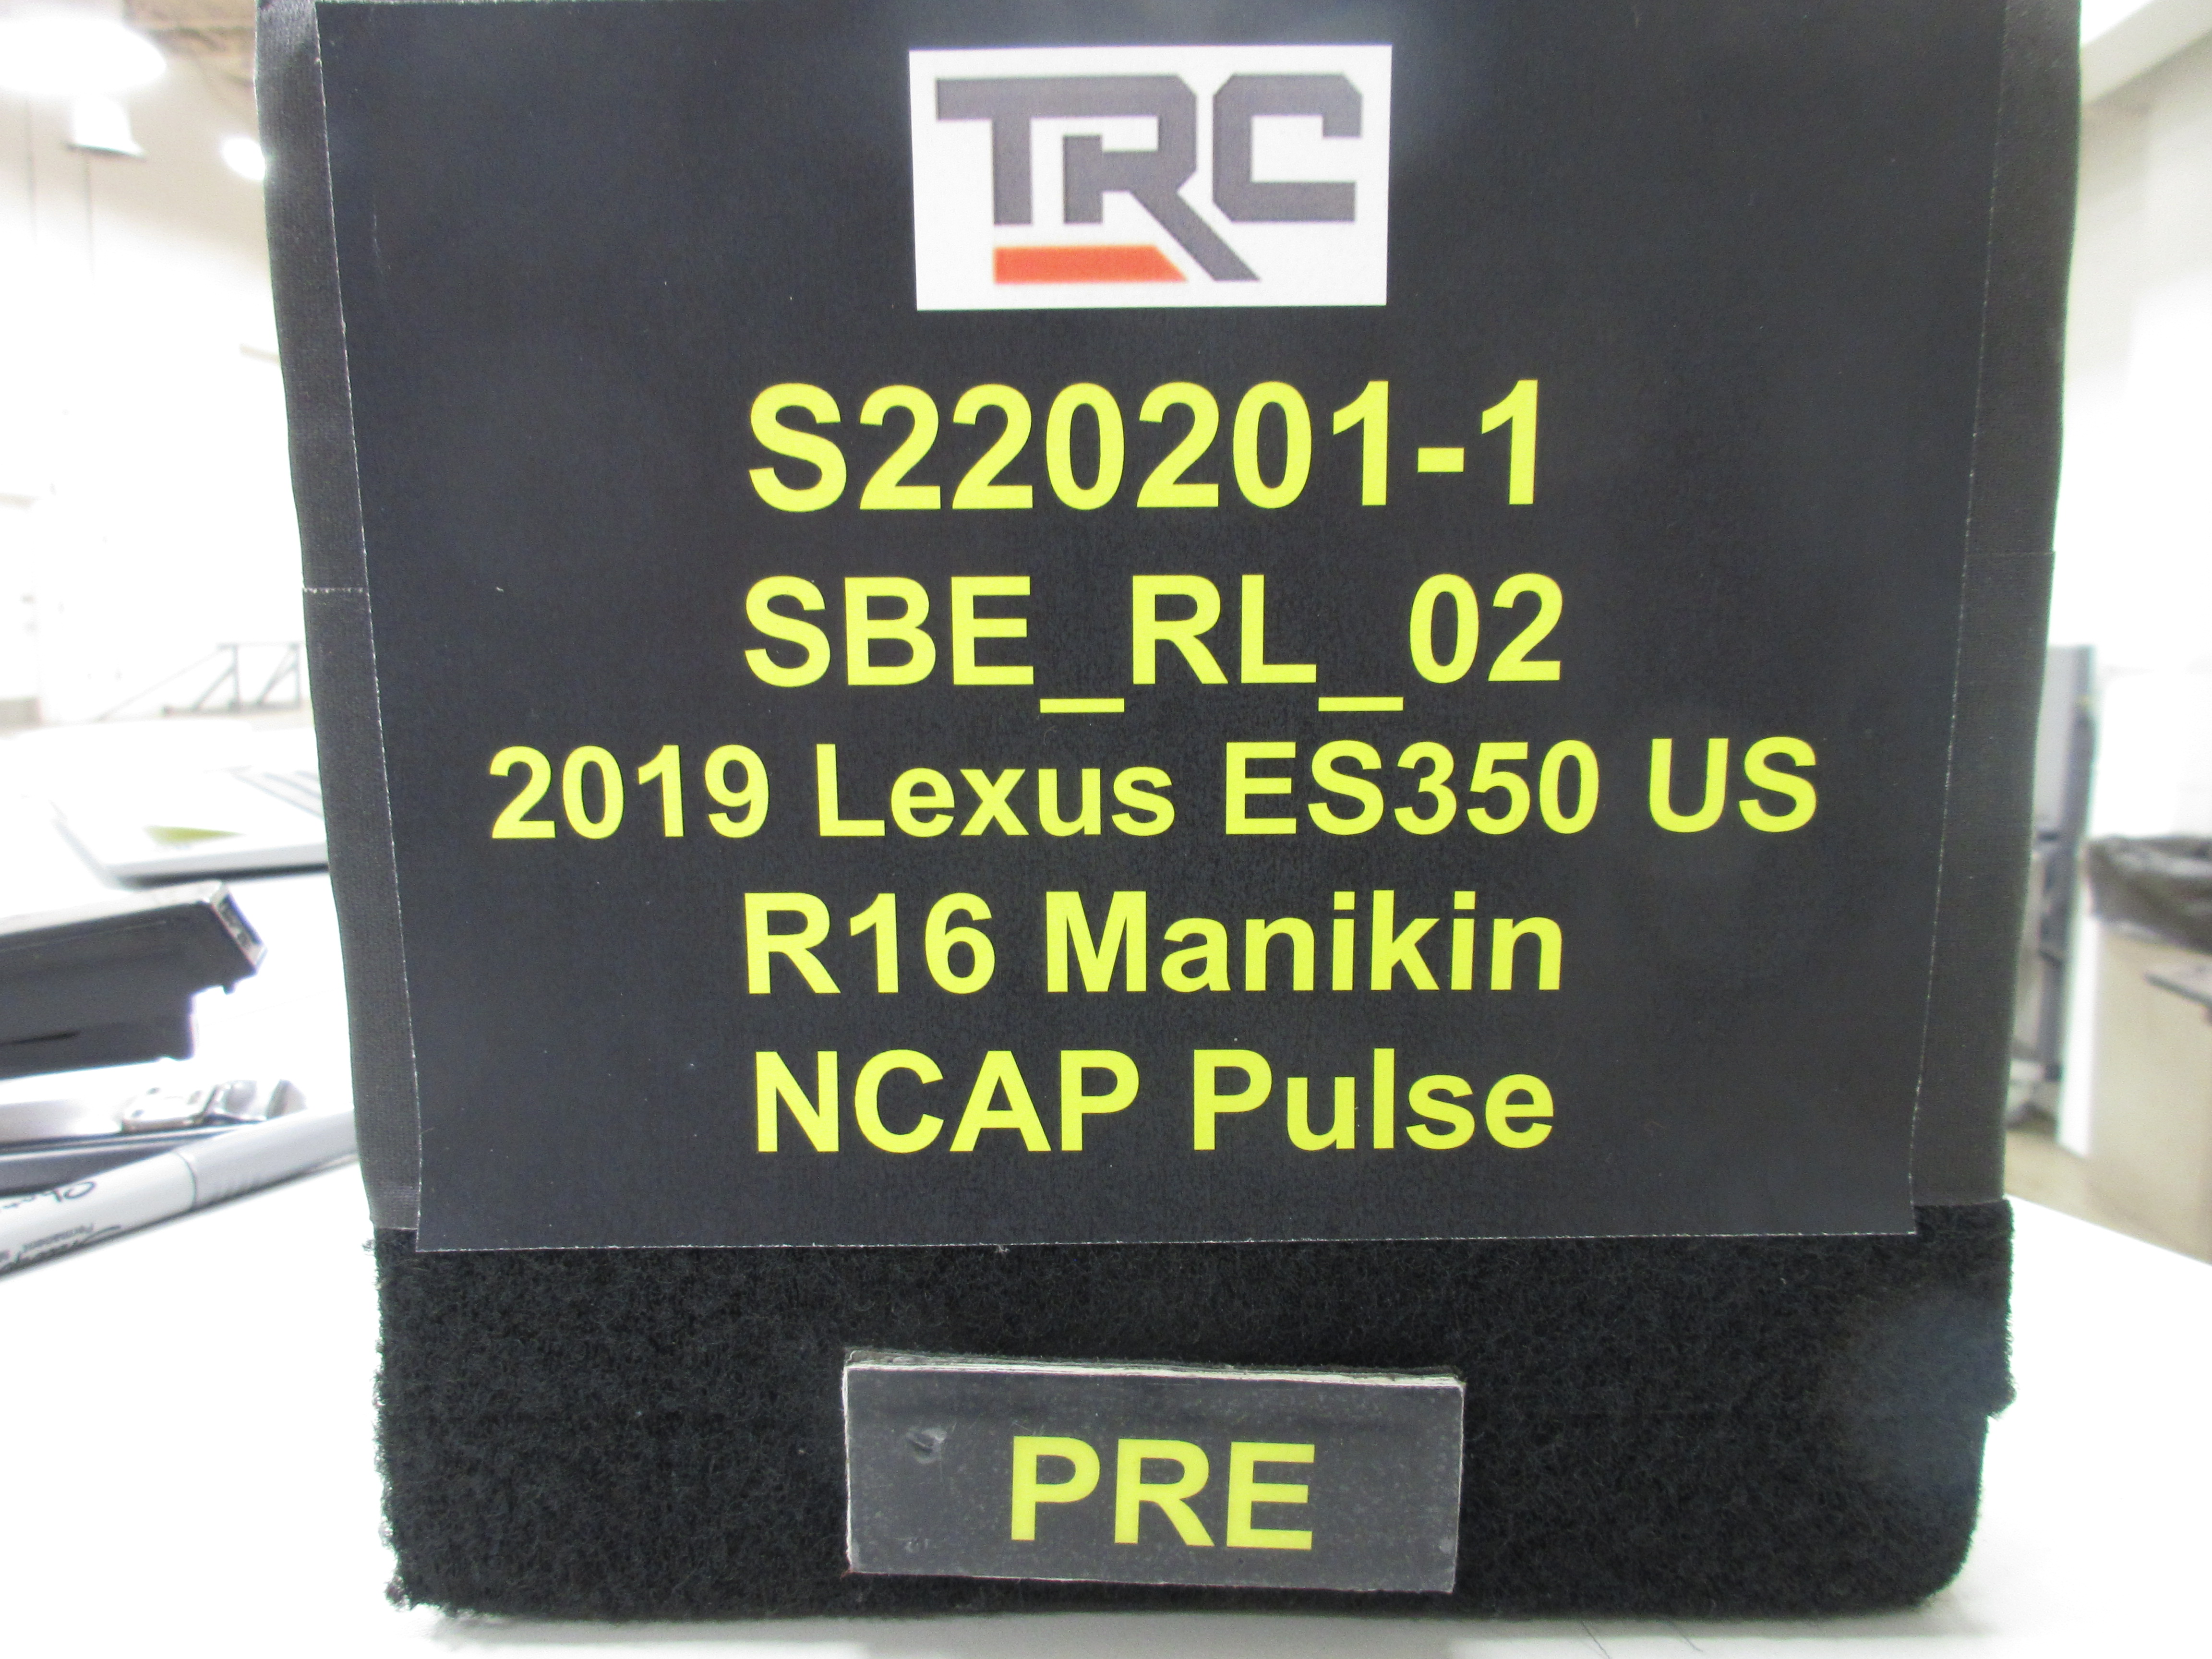 TRC
S220201-1
SBE_RL_02
2019 Lexus ES350 US
R16 Manikin
NCAP Pulse
PRE